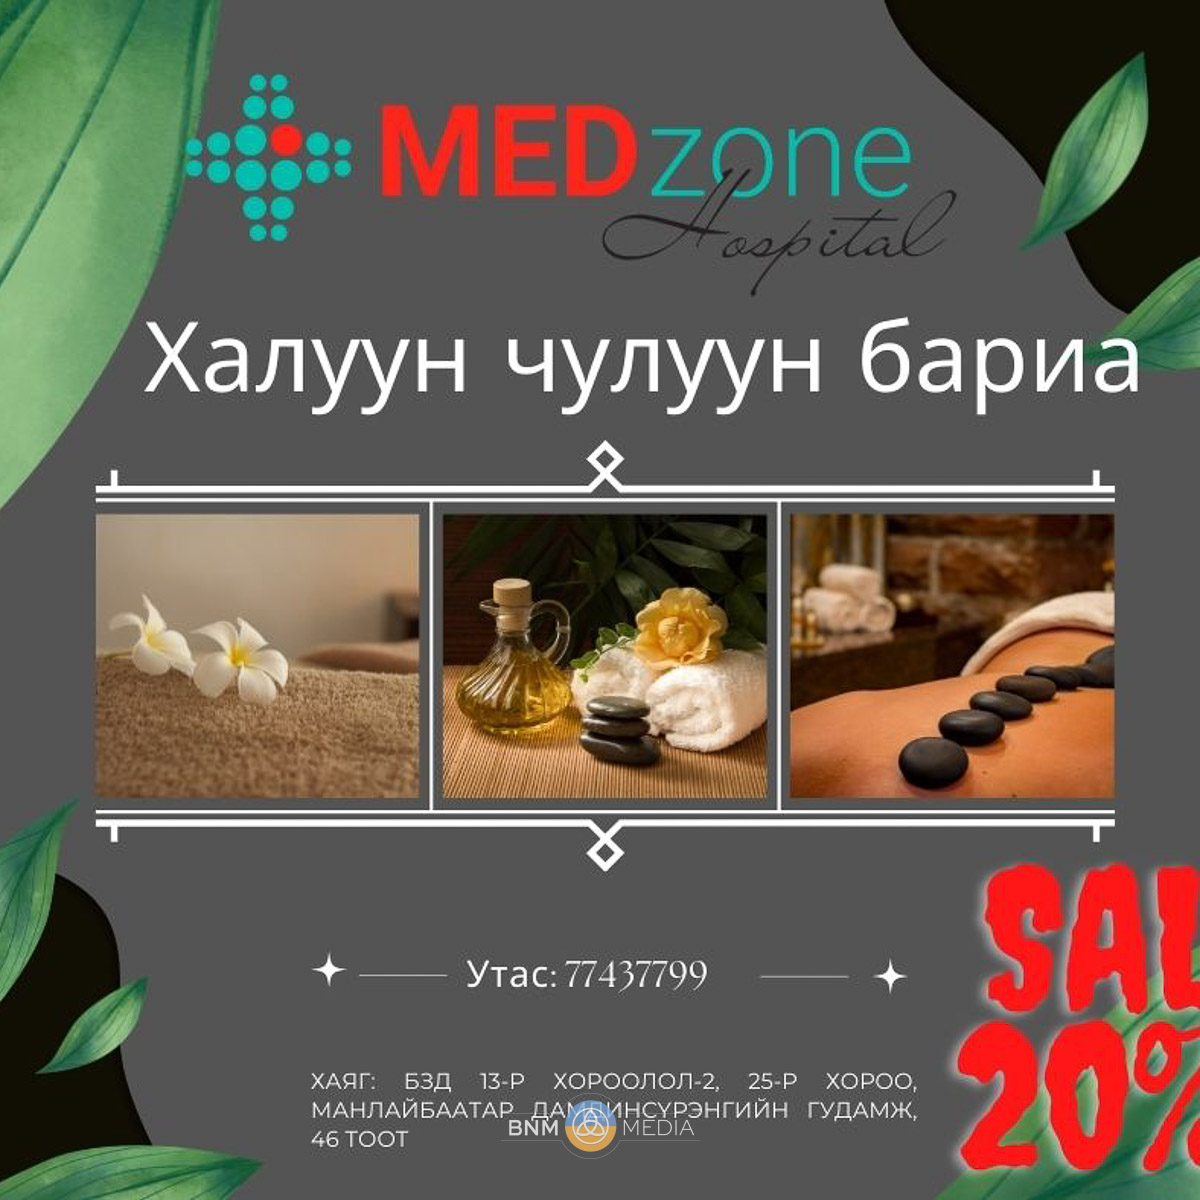 MEDzone
Hospital
Халуун чулуун бариа
Утас: 77437799
ХАЯГ: БЗД 13-Р ХОРООЛОЛ-2, 25-Р ХОРОО,
МАНЛАЙБААТАР ДАМДИНСҮРЭНГИЙН ГУДАМЖ,
46 ТООТ
BNM MEDIA
SAL
20%